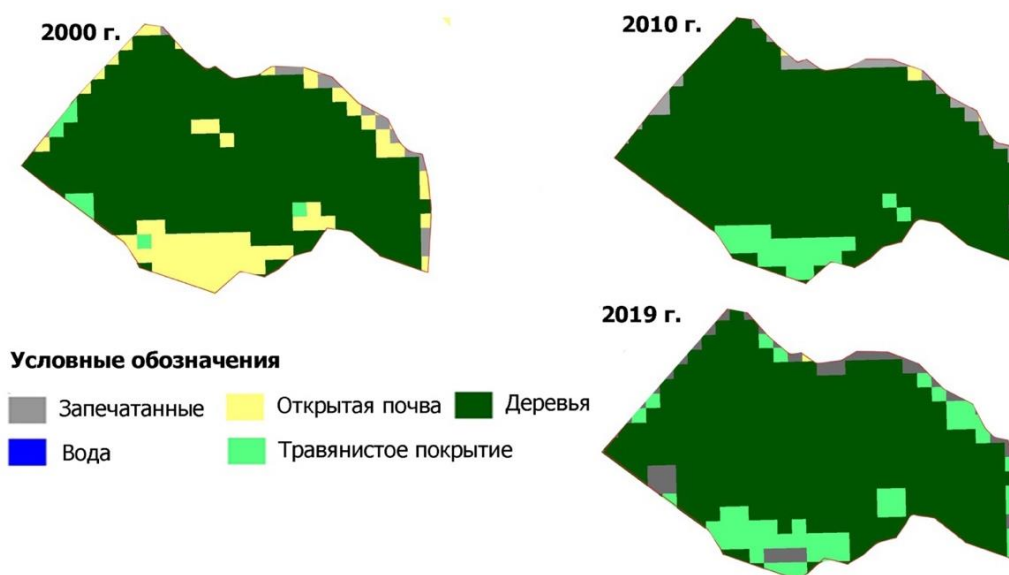 2000 г.
2010 г.
2019 г.
Условные обозначения
Запечатанные
Открытая почва
Деревья
Вода
Травянистое покрытие